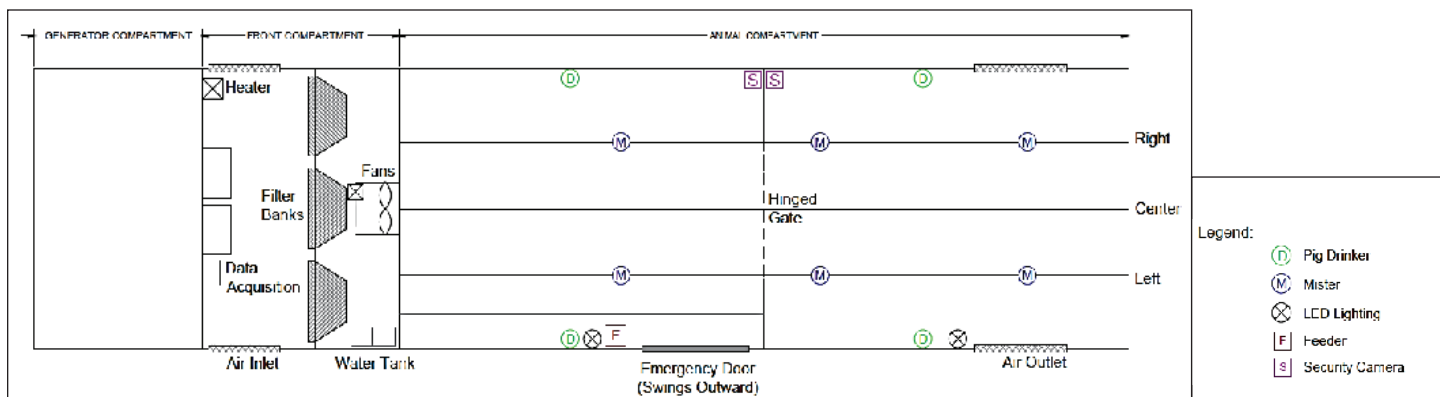 GENERATOR COMPARTMENT
FRONT COMPARTMENT
ANIMAL COMPARTMENT
D
S S
D
Heater
M
M
M
Right
Fans
Filter
Banks
Hinged
Gate
Center
Data
Acquisition
M
M
M
Left
D
F
D
Air Inlet
Water Tank
Emergency Door
(Swings Outward)
Air Outlet
Legend:
D Pig Drinker
M Mister
LED Lighting
F Feeder
S Security Camera